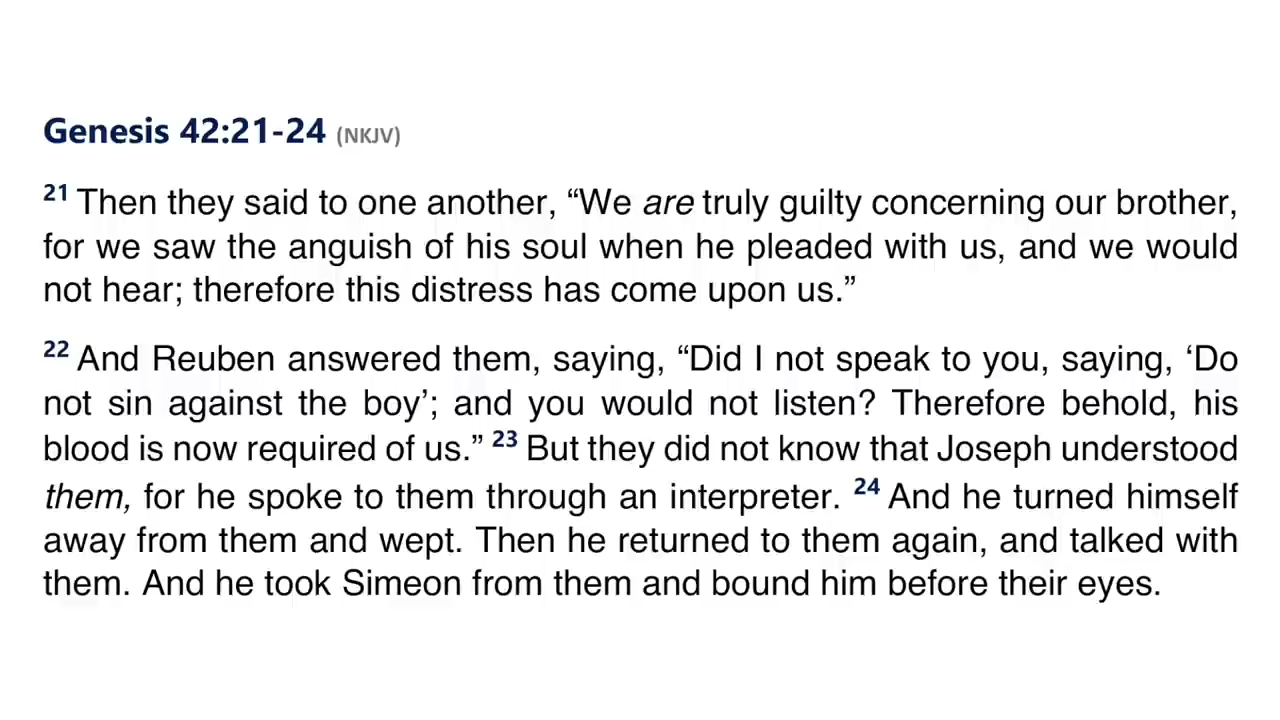 Genesis 42:21-24 (NKJV)
21 Then they said to one another, “We are truly guilty concerning our brother,
for we saw the anguish of his soul when he pleaded with us, and we would
not hear; therefore this distress has come upon us.”
22 And Reuben answered them, saying, “Did I not speak to you, saying, ‘Do
not sin against the boy’; and you would not listen? Therefore behold, his
blood is now required of us.” 23 But they did not know that Joseph understood
them, for he spoke to them through an interpreter. 24 And he turned himself
away from them and wept. Then he returned to them again, and talked with
them. And he took Simeon from them and bound him before their eyes.